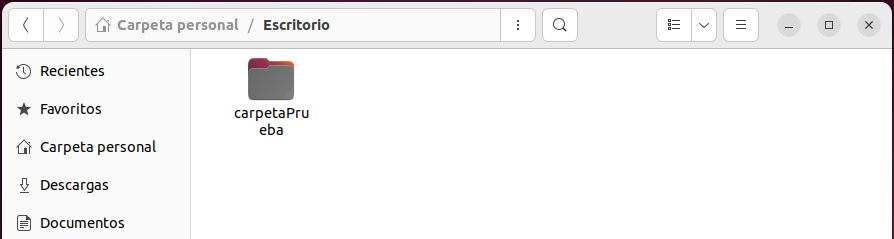 Carpeta personal / Escritorio
Recientes
Favoritos
Carpeta personal
Descargas
Documentos
carpetaPru
eba